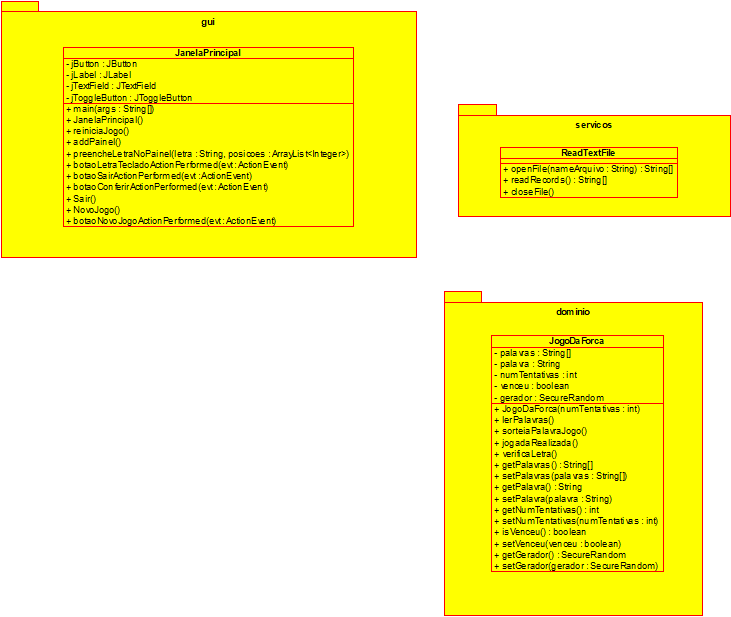 gui
JanelaPrincipal
- jButton : JButton
- jLabel : JLabel
- jTextField : JTextField
- jToggleButton : JToggleButton
+ main(args : String[])
+ JanelaPrincipal()
+ reiniciaJogo()
+ addPainel()
+ preencheLetraNoPainel(letra : String, posicoes : ArrayList<Integer>)
+ botaoLetraTecladoActionPerformed(evt : ActionEvent)
+ botaoSairActionPerformed(evt : ActionEvent)
+ botaoConferirActionPerformed(evt : ActionEvent)
+ Sair()
+ NovoJogo()
+ botaoNovoJogoActionPerformed(evt : ActionEvent)
servicos
ReadTextFile
+ openFile(nameArquivo : String) : String[]
+ readRecords() : String[]
+ closeFile()
dominio
JogoDaForca
- palavras : String[]
- palavra : String
- numTentativas : int
- venceu : boolean
- gerador : SecureRandom
+ JogoDaForca(numTentativas : int)
+ lerPalavras()
+ sorteiaPalavraJogo()
+ jogadaRealizada()
+ verificaLetra()
+ getPalavras() : String[]
+ setPalavras(palavras : String[])
+ getPalavra() : String
+ setPalavra(palavra : String)
+ getNumTentativas() : int
+ setNumTentativas(numTentativas : int)
+ isVenceu() : boolean
+ setVenceu(venceu : boolean)
+ getGerador() : SecureRandom
+ setGerador(gerador : SecureRandom)